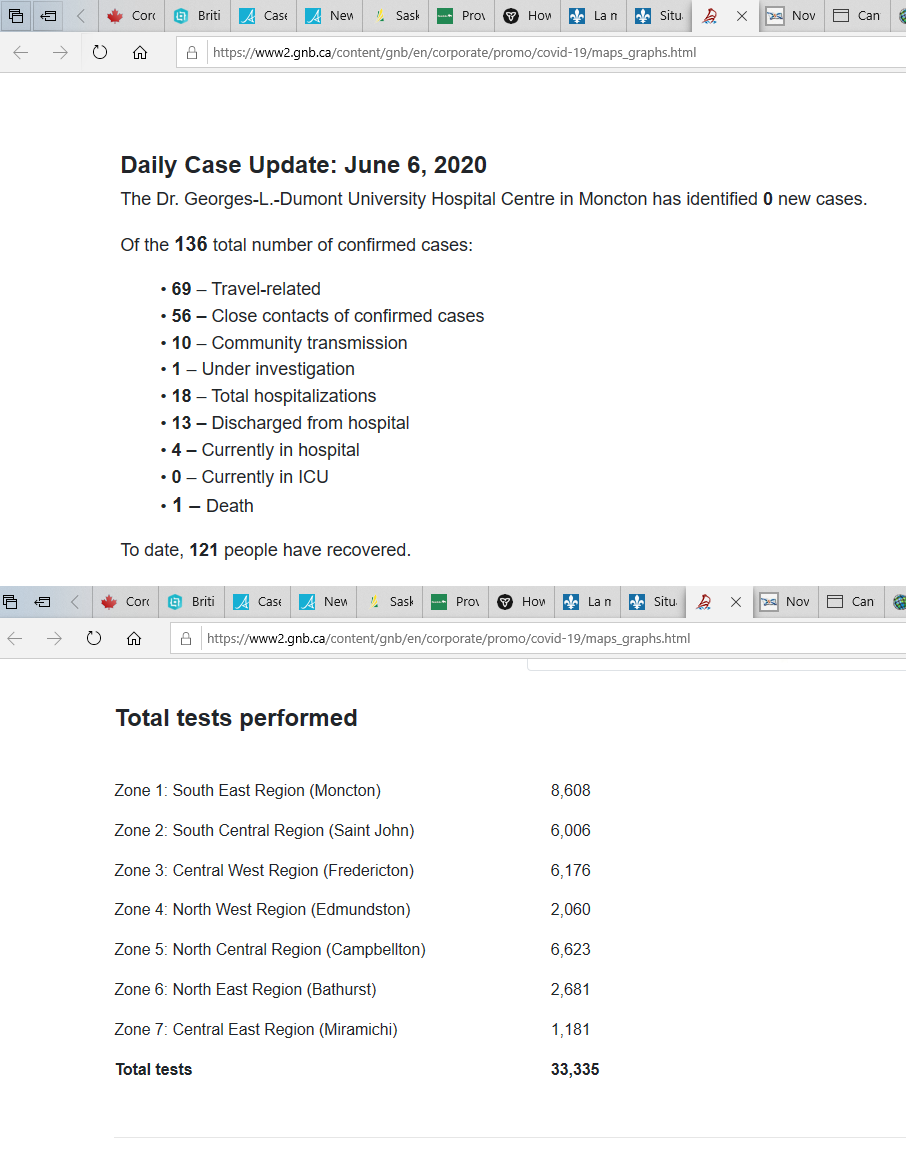 Corc
Briti
Case
New
Sask
Prov
How
La n
Situ
Nov
Can
https://www2.gnb.ca/content/gnb/en/corporate/promo/covid-19/maps_graphs.html
Daily Case Update: June 6, 2020
The Dr. Georges-L.-Dumont University Hospital Centre in Moncton has identified 0 new cases.
Of the 136 total number of confirmed cases:
• 69 – Travel-related
• 56 – Close contacts of confirmed cases
• 10 – Community transmission
• 1 – Under investigation
• 18 – Total hospitalizations
• 13 – Discharged from hospital
• 4 – Currently in hospital
• 0 – Currently in ICU
• 1 – Death
To date, 121 people have recovered.
Corc
Briti
Case
New
Sask
Prov
How
La n
Situ
Nov
Can
https://www2.gnb.ca/content/gnb/en/corporate/promo/covid-19/maps_graphs.html
Total tests performed
Zone 1: South East Region (Moncton) 8,608
Zone 2: South Central Region (Saint John) 6,006
Zone 3: Central West Region (Fredericton) 6,176
Zone 4: North West Region (Edmundston) 2,060
Zone 5: North Central Region (Campbellton) 6,623
Zone 6: North East Region (Bathurst) 2,681
Zone 7: Central East Region (Miramichi) 1,181
Total tests 33,335